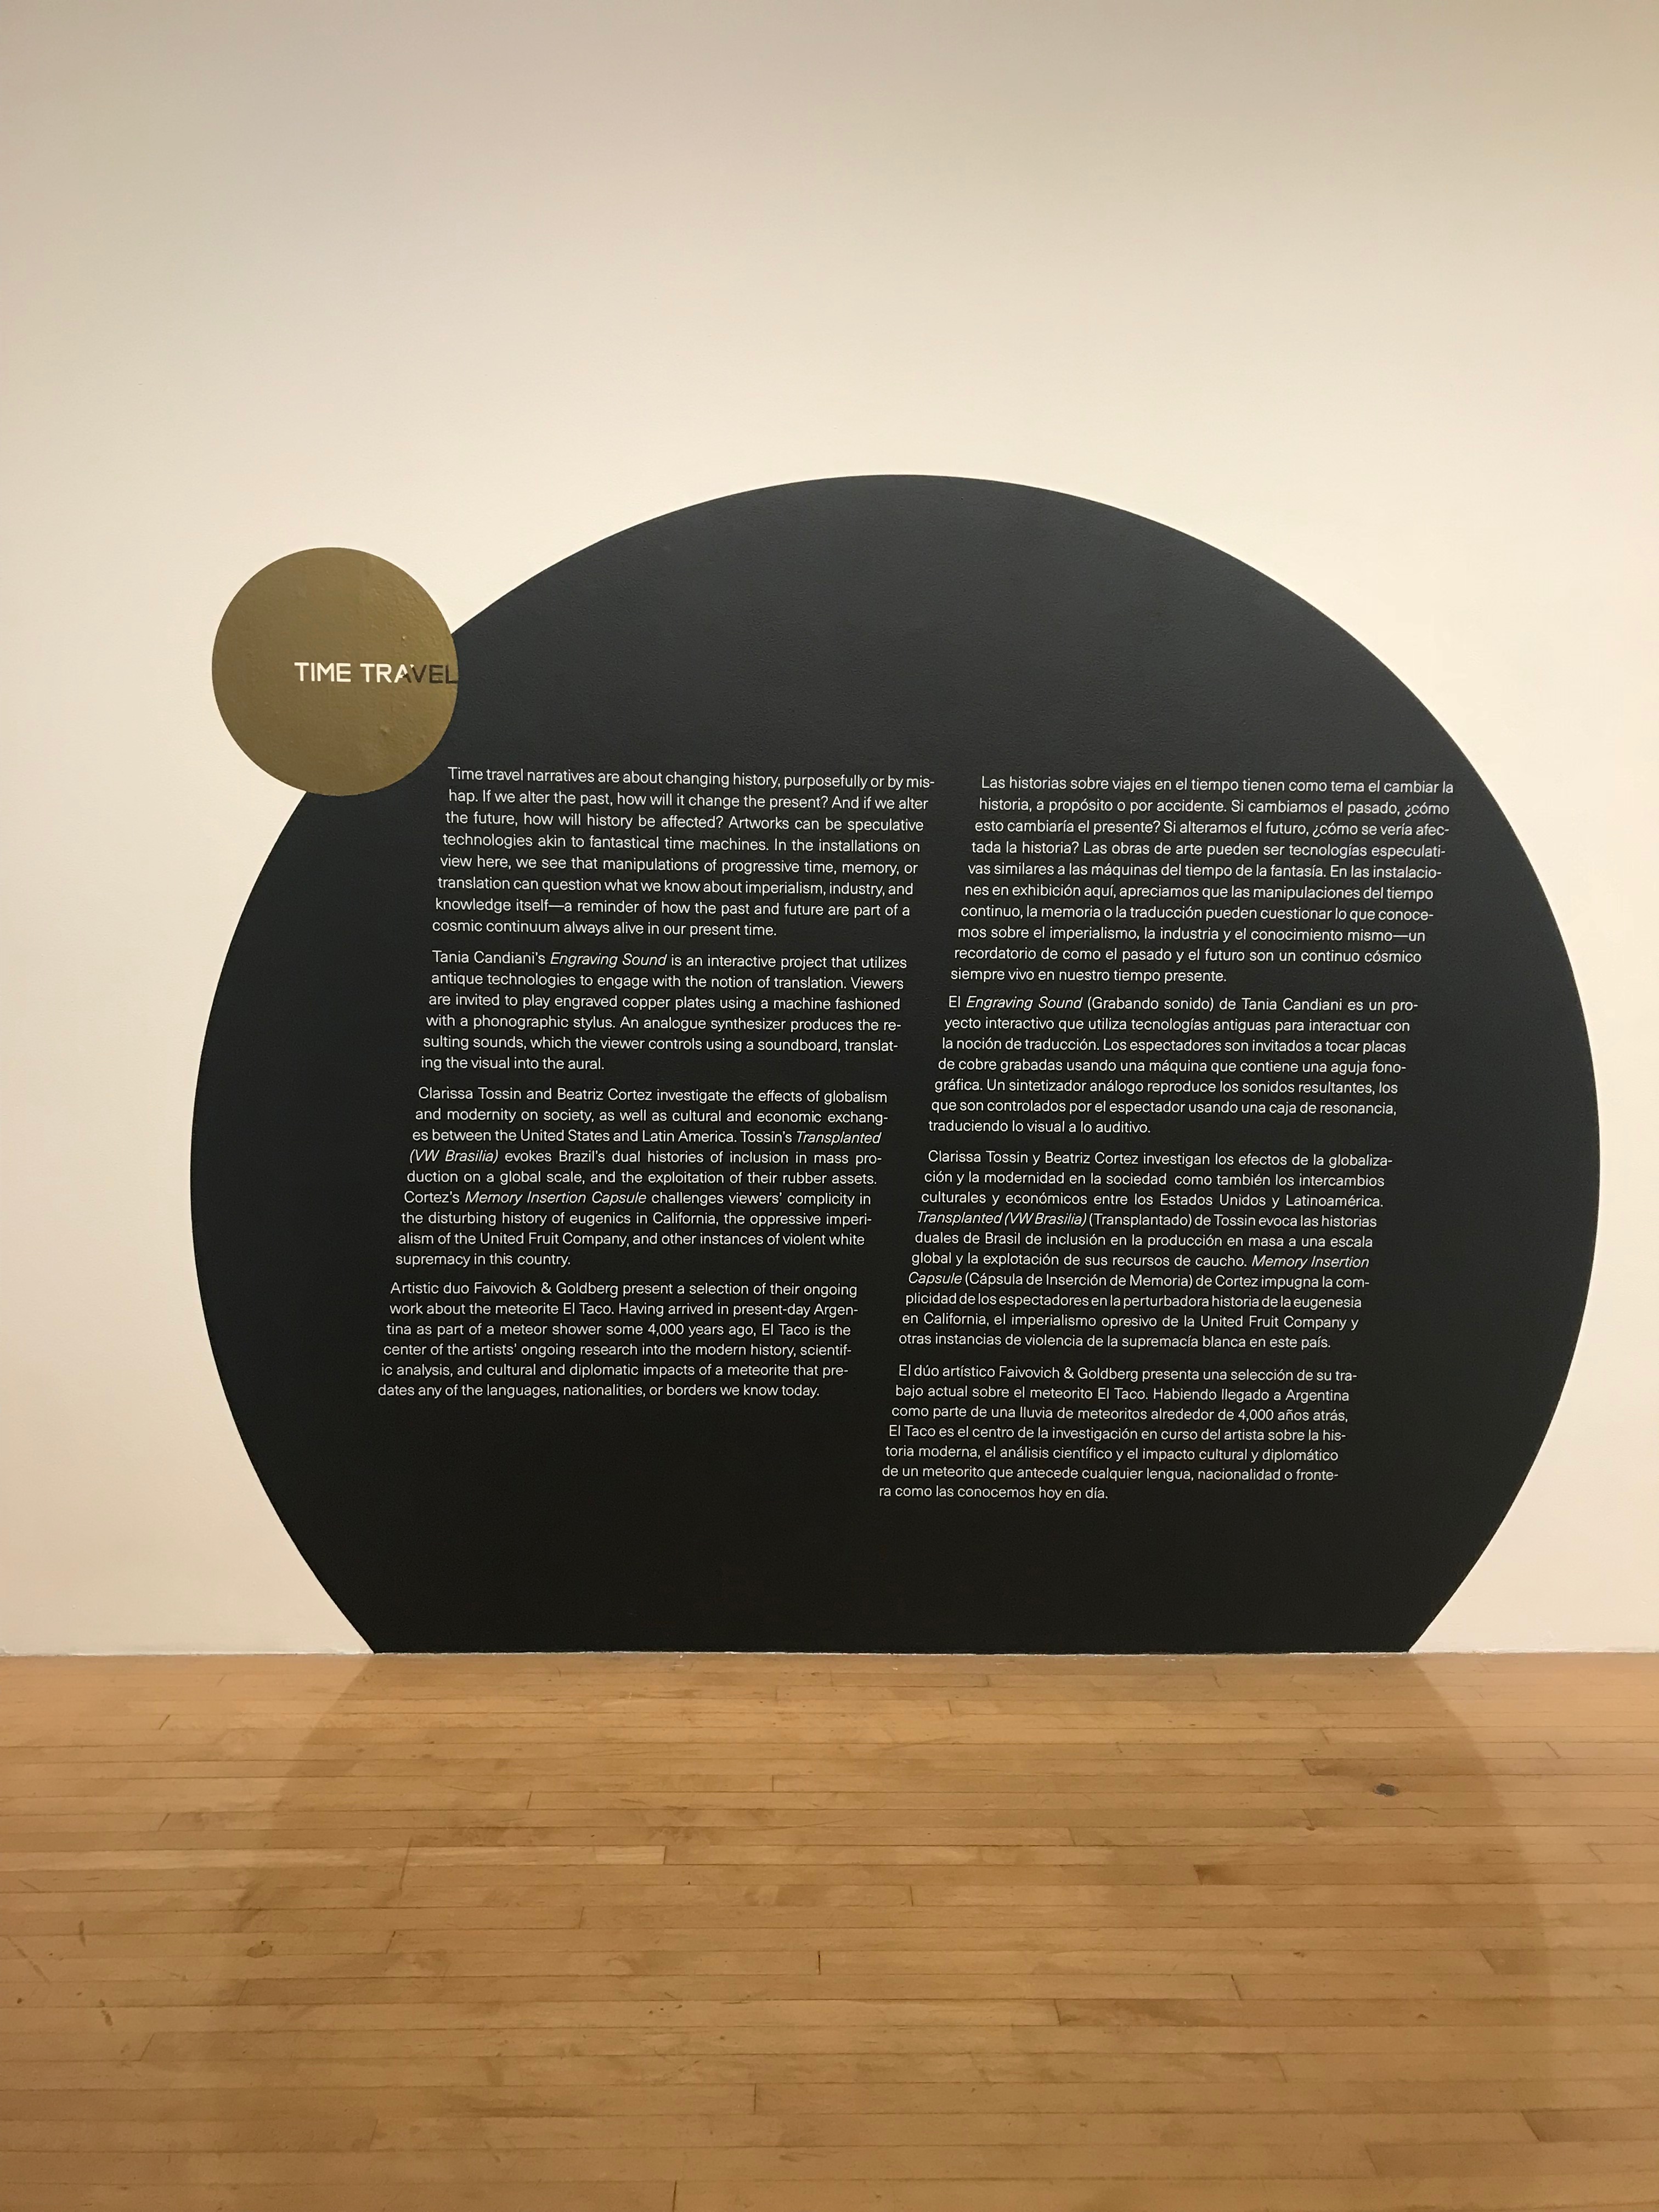 TIME TRAVEL
Time travel narratives are about changing history, purposefully or by mis-
hap. If we alter the past, how will it change the present? And if we alter
the future, how will history be affected? Artworks can be speculative
technologies akin to fantastical time machines. In the installations on
view here, we see that manipulations of progressive time, memory, or
translation can question what we know about imperialism, industry, and
knowledge itself—a reminder of how the past and future are part of a
cosmic continuum always alive in our present time.
Tania Candiani's Engraving Sound is an interactive project that utilizes
antique technologies to engage with the notion of translation. Viewers
are invited to play engraved copper plates using a machine fashioned
with a phonographic stylus. An analogue synthesizer produces the re-
sulting sounds, which the viewer controls using a soundboard, translat-
ing the visual into the aural.
Clarissa Tossin and Beatriz Cortez investigate the effects of globalism
and modernity on society, as well as cultural and economic exchang-
es between the United States and Latin America. Tossin's Transplanted
(VW Brasilia) evokes Brazil's dual histories of inclusion in mass pro-
duction on a global scale, and the exploitation of their rubber assets.
Cortez's Memory Insertion Capsule challenges viewers' complicity in
the disturbing history of eugenics in California, the oppressive imperi-
alism of the United Fruit Company, and other instances of violent white
supremacy in this country.
Artistic duo Faivovich & Goldberg present a selection of their ongoing
work about the meteorite El Taco. Having arrived in present-day Argen-
tina as part of a meteor shower some 4,000 years ago, El Taco is the
center of the artists' ongoing research into the modern history, scientif-
ic analysis, and cultural and diplomatic impacts of a meteorite that pre-
dates any of the languages, nationalities, or borders we know today.
Las historias sobre viajes en el tiempo tienen como tema el cambiar la
historia, a propósito o por accidente. Si cambiamos el pasado, ¿cómo
esto cambiaría el presente? Si alteramos el futuro, ¿cómo se vería afec-
tada la historia? Las obras de arte pueden ser tecnologías especulati-
vas similares a las máquinas del tiempo de la fantasía. En las instalacio-
nes en exhibición aquí, apreciamos que las manipulaciones del tiempo
continuo, la memoria o la traducción pueden cuestionar lo que conoce-
mos sobre el imperialismo, la industria y el conocimiento mismo—un
recordatorio de como el pasado y el futuro son un continuo cósmico
siempre vivo en nuestro tiempo presente.
El Engraving Sound (Grabando sonido) de Tania Candiani es un pro-
yecto interactivo que utiliza tecnologías antiguas para interactuar con
la noción de traducción. Los espectadores son invitados a tocar placas
de cobre grabadas usando una máquina que contiene una aguja fono-
gráfica. Un sintetizador análogo reproduce los sonidos resultantes, los
que son controlados por el espectador usando una caja de resonancia,
traduciendo lo visual a lo auditivo.
Clarissa Tossin y Beatriz Cortez investigan los efectos de la globaliza-
ción y la modernidad en la sociedad como también los intercambios
culturales y económicos entre los Estados Unidos y Latinoamérica.
Transplanted (VW Brasilia) (Transplantado) de Tossin evoca las historias
duales de Brasil de inclusión en la producción en masa a una escala
global y la explotación de sus recursos de caucho. Memory Insertion
Capsule (Cápsula de Inserción de Memoria) de Cortez impugna la com-
plicidad de los espectadores en la perturbadora historia de la eugenesia
en California, el imperialismo opresivo de la United Fruit Company y
otras instancias de violencia de la supremacía blanca en este país.
El dúo artístico Faivovich & Goldberg presenta una selección de su tra-
bajo actual sobre el meteorito El Taco. Habiendo llegado a Argentina
como parte de una lluvia de meteoritos alrededor de 4,000 años atrás,
El Taco es el centro de la investigación en curso del artista sobre la his-
toria moderna, el análisis científico y el impacto cultural y diplomático
de un meteorito que antecede cualquier lengua, nacionalidad o fronte-
ra como las conocemos hoy en día.